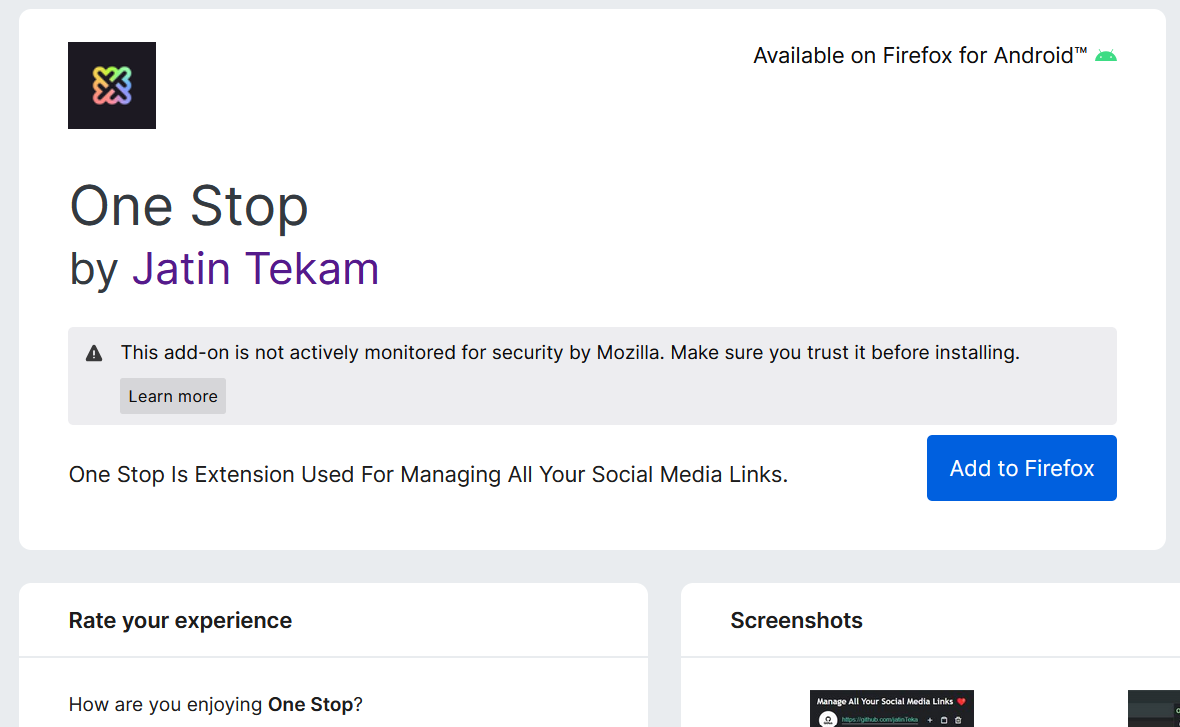 Available on Firefox for Android™
One Stop
by Jatin Tekam
This add-on is not actively monitored for security by Mozilla. Make sure you trust it before installing.
Learn more
One Stop Is Extension Used For Managing All Your Social Media Links.
Add to Firefox
Rate your experience
Screenshots
How are you enjoying One Stop?
Manage All Your Social Media Links ❤️
https://github.com/jatinTeka